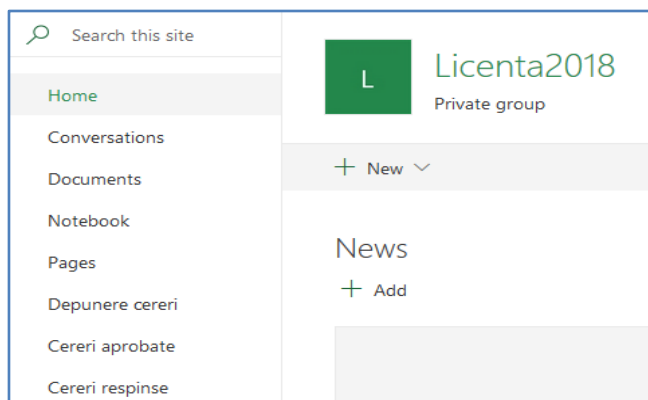 Search this site
Home
Conversations
Documents
Notebook
Pages
Depunere cereri
Cereri aprobate
Cereri respinse
L
Licenta2018
Private group
New
News
Add